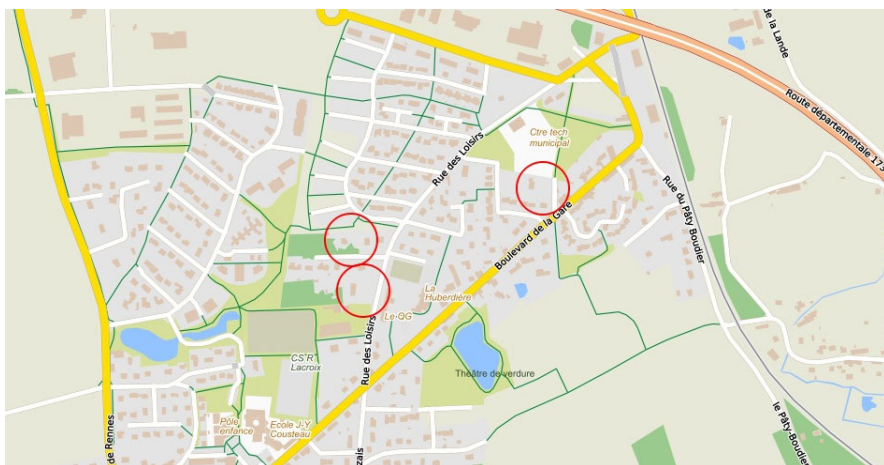 de la Lande
Route départementale 173
Ctre tech
municipal
Rue des Loisirs
Rue du Pâty Boudier
Boulevard de la Gare
La
Huberdière
Le QG
Rue des Loisirs
CS R
Lacroix
Théâtre de verdure
Pôle
enfance
Ecole J-Y
Cousteau
de Rennes
zais
le Pâty-Boudier